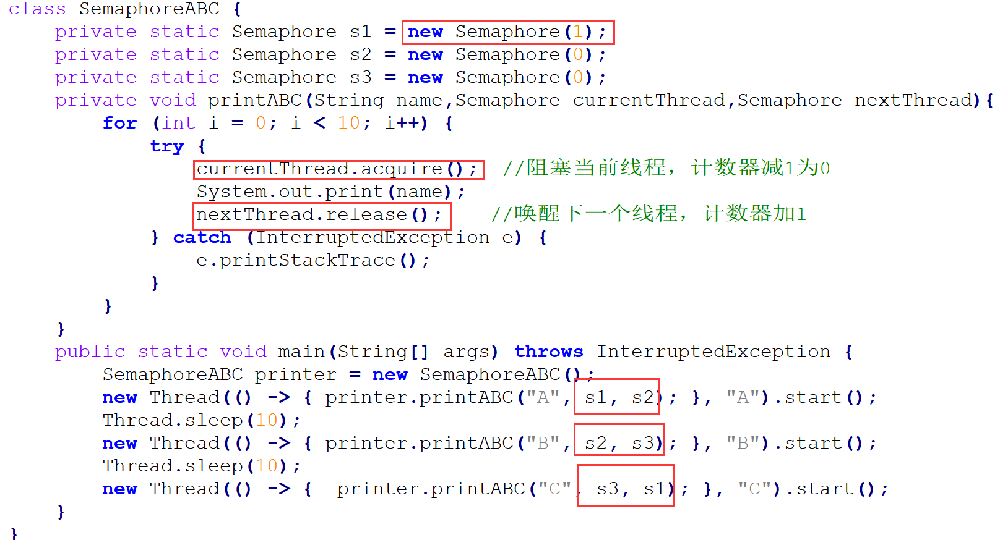 class SemaphoreABC {
    private static Semaphore s1 = new Semaphore(1);
    private static Semaphore s2 = new Semaphore(0);
    private static Semaphore s3 = new Semaphore(0);
    private void printABC(String name,Semaphore currentThread,Semaphore nextThread){
        for (int i = 0; i < 10; i++) {
            try {
                currentThread.acquire();  //阻塞当前线程，计数器减1为0
                System.out.print(name);
                nextThread.release();    //唤醒下一个线程，计数器加1
            } catch (InterruptedException e) {
                e.printStackTrace();
            }
        }
    }
    public static void main(String[] args) throws InterruptedException {
        SemaphoreABC printer = new SemaphoreABC();
        new Thread(() -> { printer.printABC("A", s1, s2); }, "A").start();
        Thread.sleep(10);
        new Thread(() -> { printer.printABC("B", s2, s3); }, "B").start();
        Thread.sleep(10);
        new Thread(() -> {  printer.printABC("C", s3, s1); }, "C").start();
    }
}